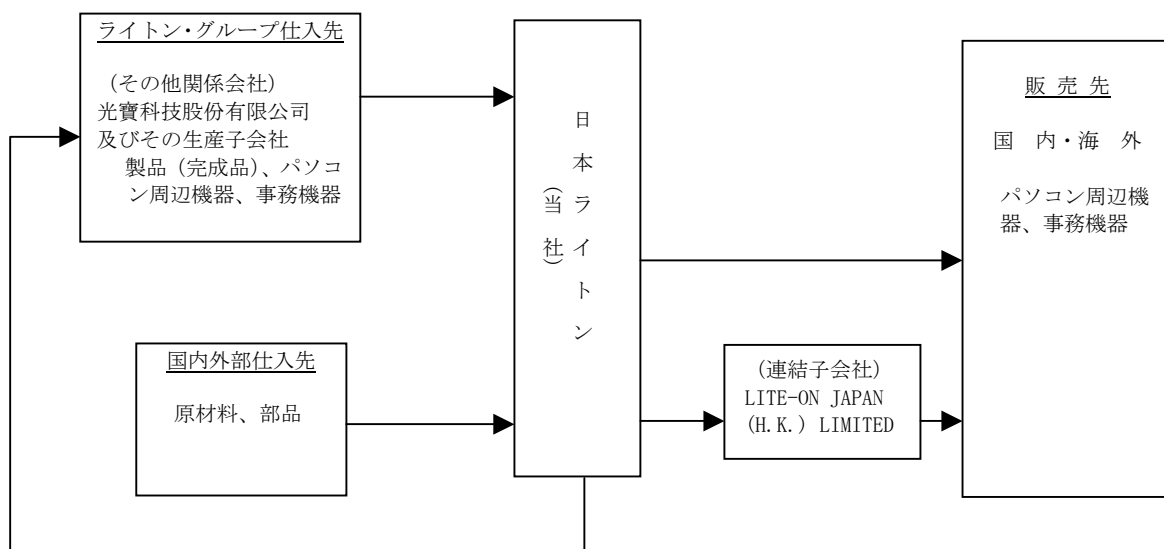 ライトン・グループ仕入先
(その他関係会社)
光寶科技股份有限公司
及びその生産子会社
製品(完成品)、パソコ
ン周辺機器、事務機器
国内外部仕入先
原材料、部品
日本ライトン
(当社)
(連結子会社)
LITE-ON JAPAN
(H.K.) LIMITED
販 売 先
国 内・海 外
パソコン周辺機
器、事務機器